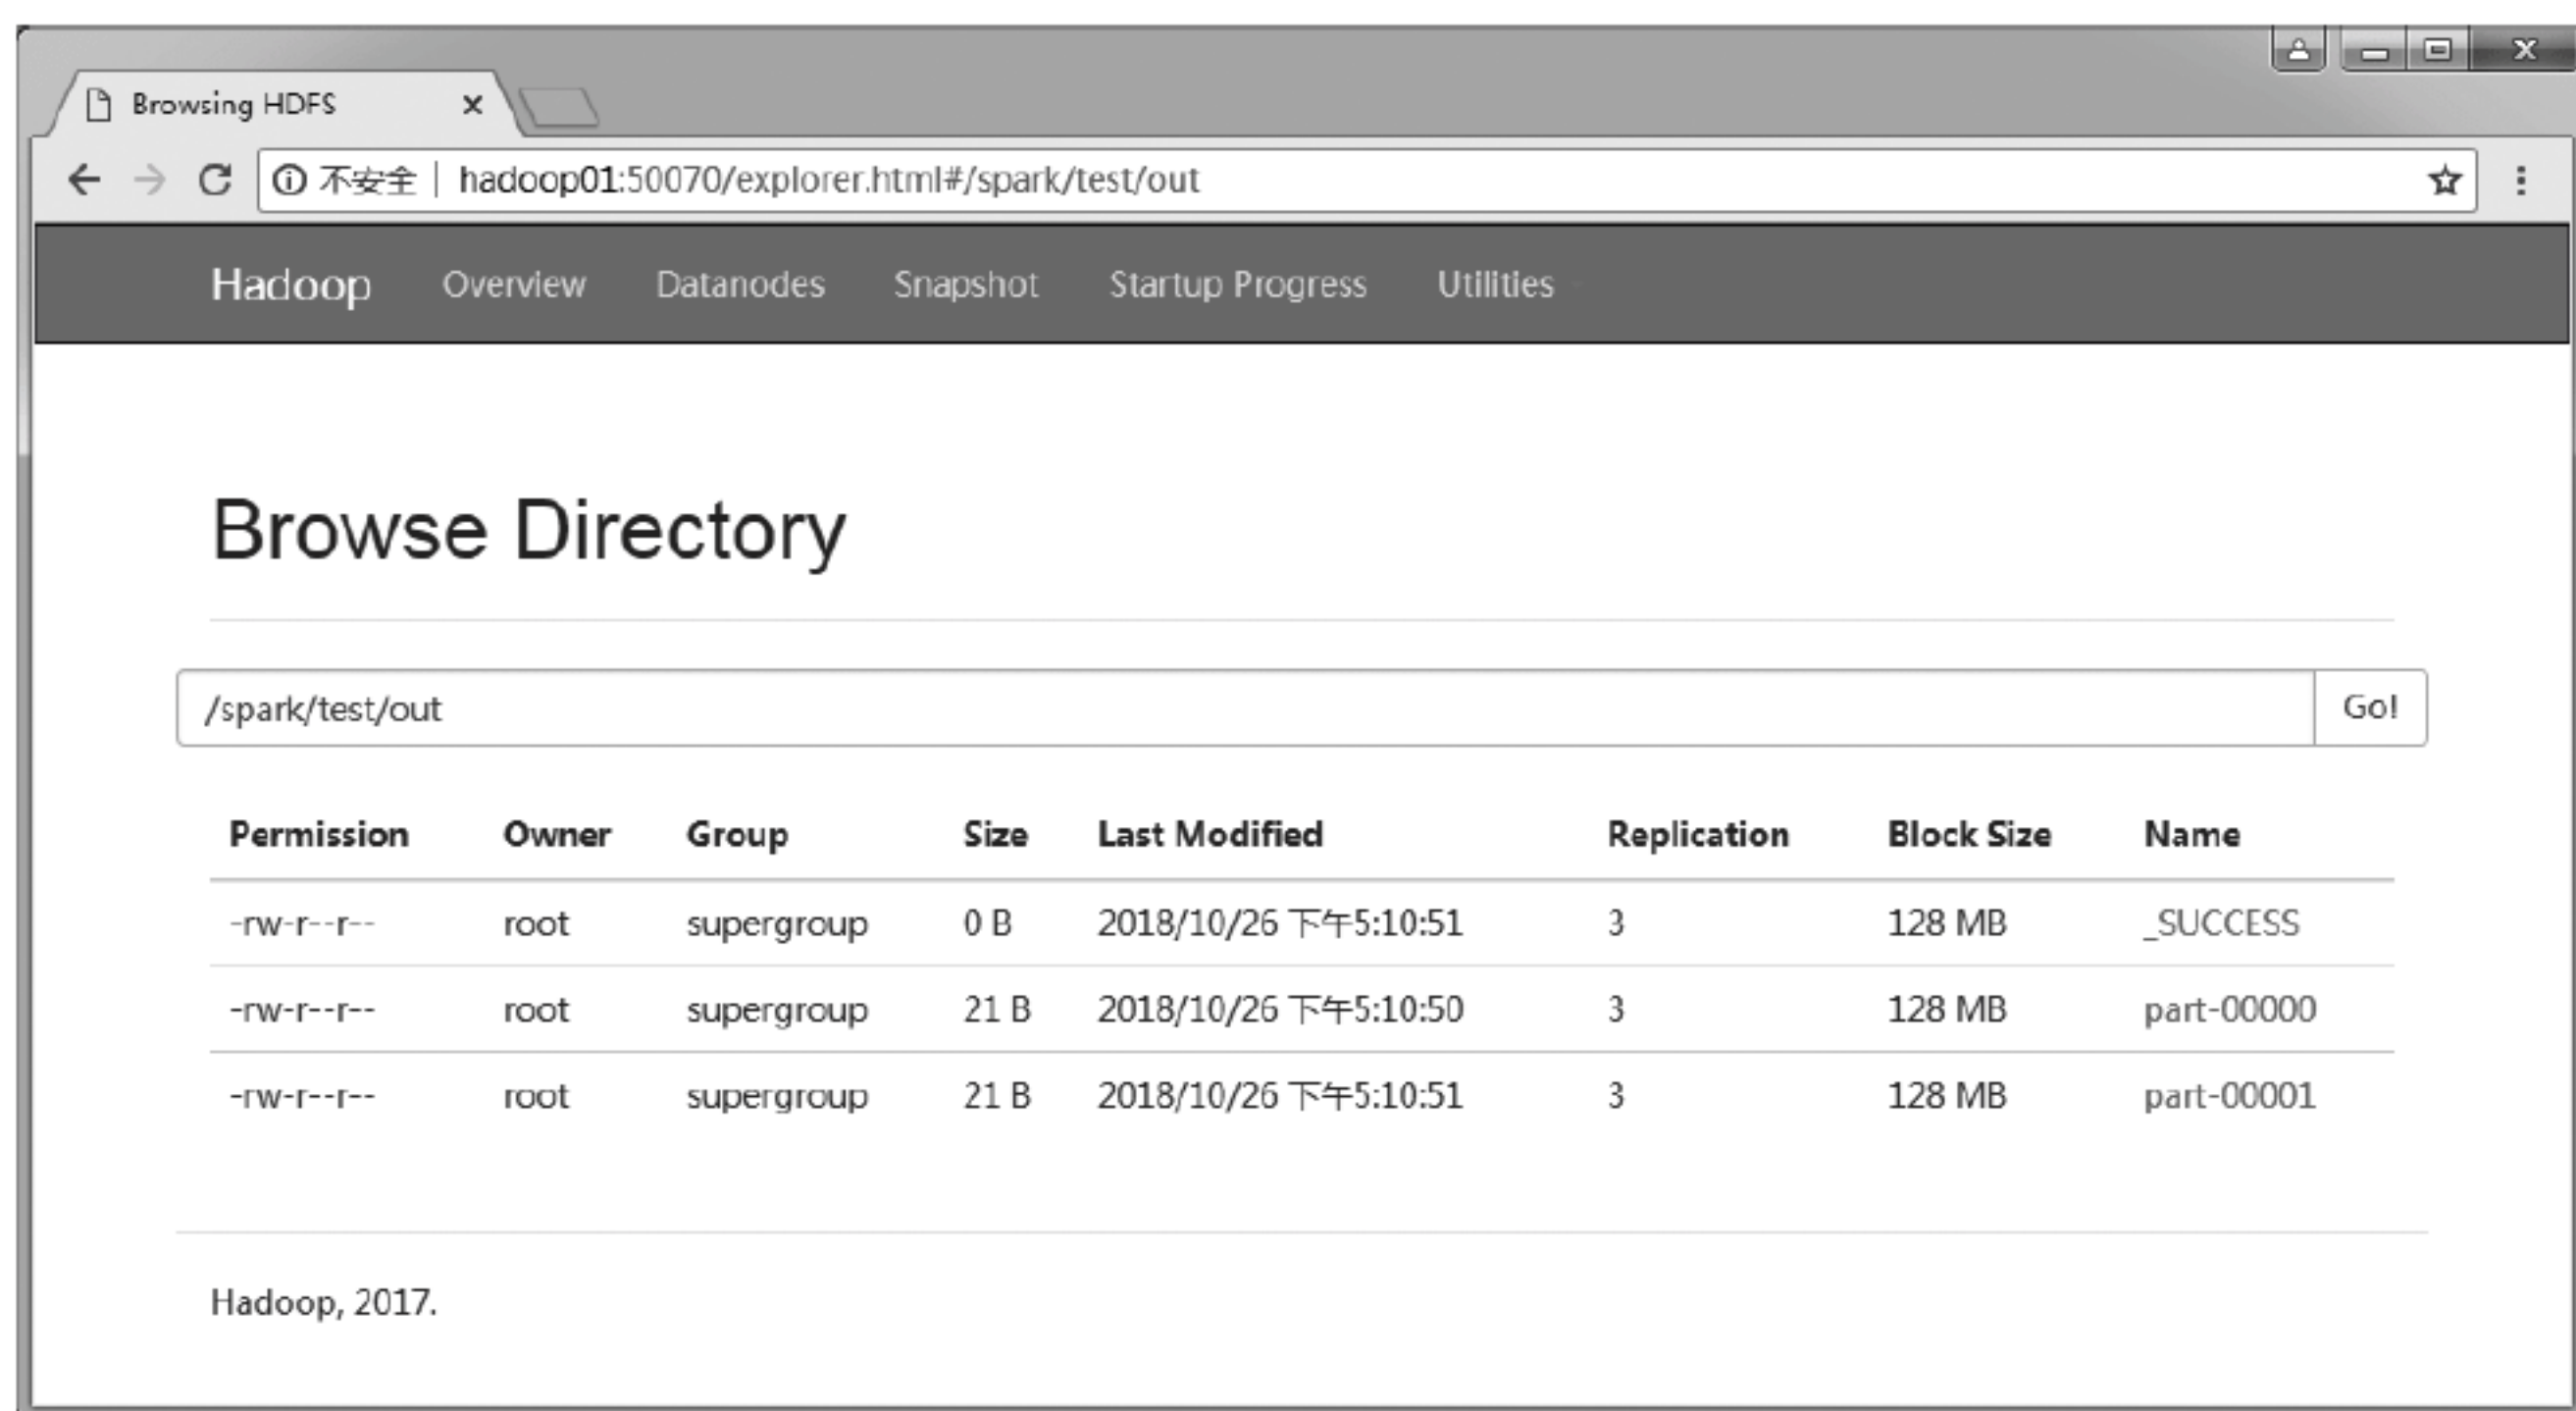 Browsing HDFS
不安全 | hadoop01:50070/explorer.html#/spark/test/out
Hadoop Overview Datanodes Snapshot Startup Progress Utilities
Browse Directory
/spark/test/out Go!
Permission Owner Group Size Last Modified Replication Block Size Name
-rw-r--r-- root supergroup 0 B 2018/10/26 下午5:10:51 3 128 MB _SUCCESS
-rw-r--r-- root supergroup 21 B 2018/10/26 下午5:10:50 3 128 MB part-00000
-rw-r--r-- root supergroup 21 B 2018/10/26 下午5:10:51 3 128 MB part-00001
Hadoop, 2017.